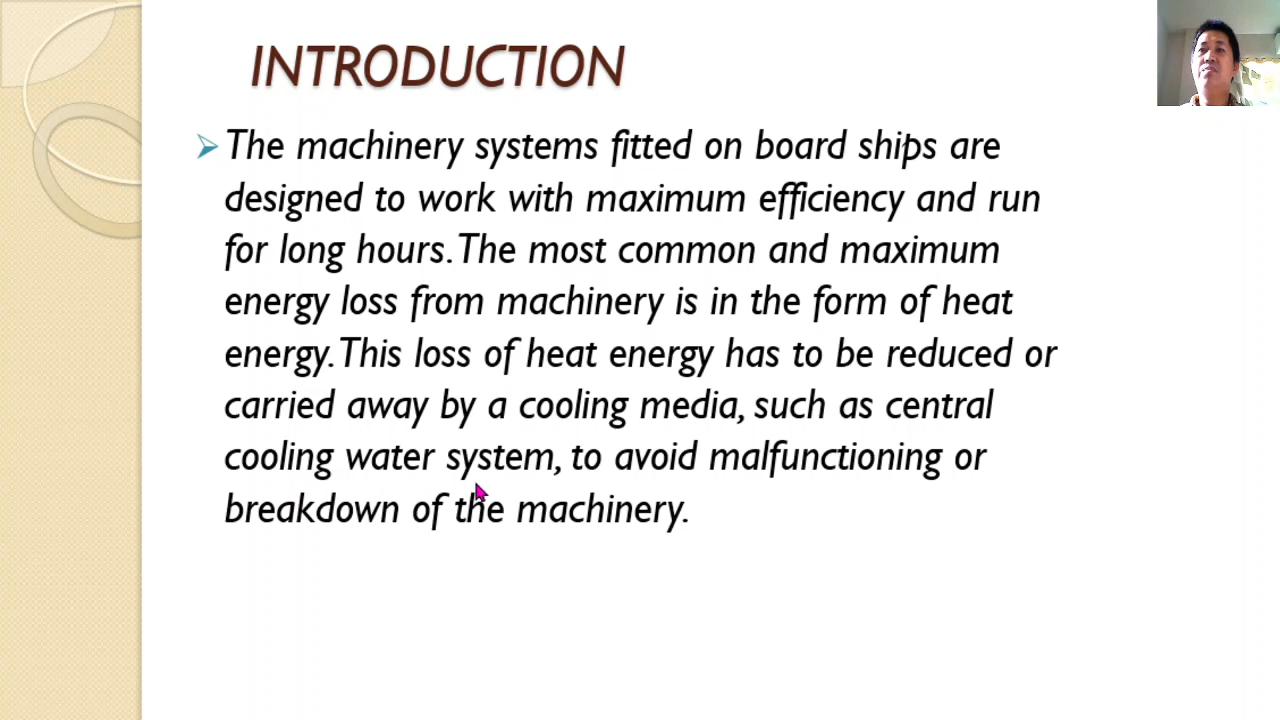 INTRODUCTION
The machinery systems fitted on board ships are
designed to work with maximum efficiency and run
for long hours. The most common and maximum
energy loss from machinery is in the form of heat
energy. This loss of heat energy has to be reduced or
carried away by a cooling media, such as central
cooling water system, to avoid malfunctioning or
breakdown of the machinery.